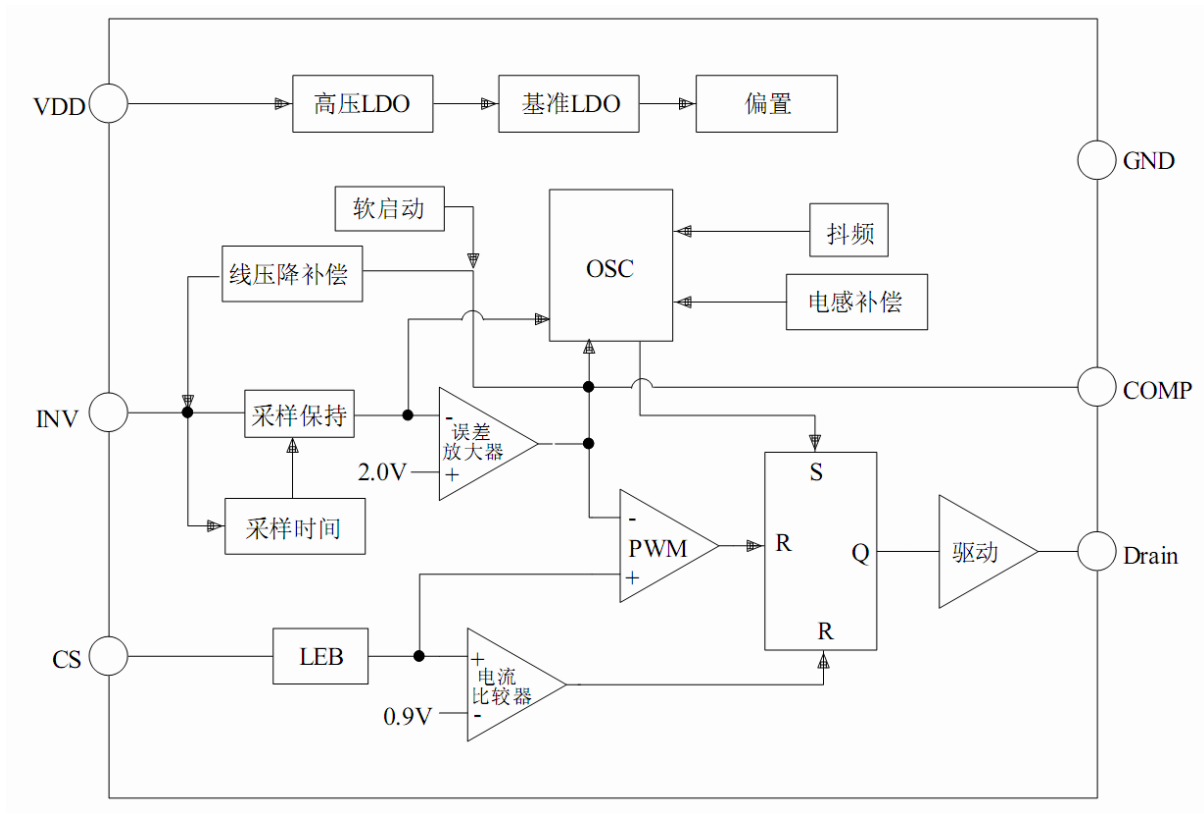 VDD
高压LDO
基准LDO
偏置
GND
软启动
OSC
抖频
线压降补偿
电感补偿
COMP
INV
采样保持
-
误差
放大器
2.0V
+
S
采样时间
-
PWM
+
R
Q
驱动
Drain
CS
LEB
R
+
电流
比较器
0.9V
-